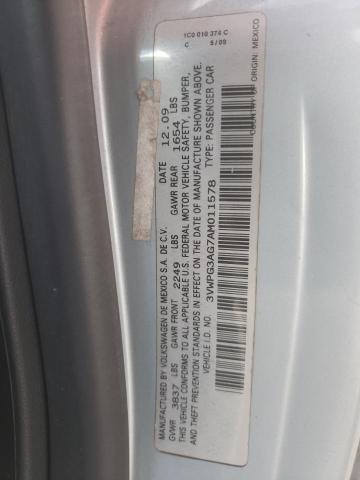 1C0 010 374 C
C 5/09
MANUFACTURED BY VOLKSWAGEN DE MEXICO S.A. DE C.V. DATE 12.09
GVWR 3837 LBS GAWR FRONT 2249 LBS GAWR REAR 1654 LBS
THIS VEHICLE CONFORMS TO ALL APPLICABLE U.S. FEDERAL MOTOR VEHICLE SAFETY, BUMPER,
AND THEFT PREVENTION STANDARDS IN EFFECT ON THE DATE OF MANUFACTURE SHOWN ABOVE.
VEHICLE I.D. NO. 3VWPG3AG7AM011578 TYPE: PASSENGER CAR
COUNTRY OF ORIGIN: MEXICO